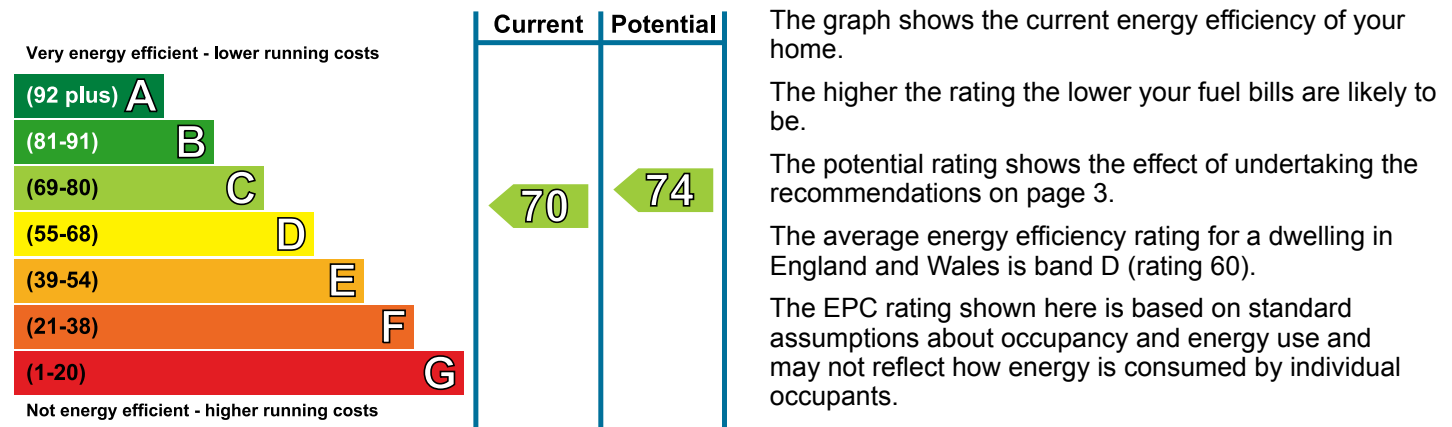 Current Potential
Very energy efficient - lower running costs
(92 plus) A
(81-91) B
(69-80) C
(55-68) D
(39-54) E
(21-38) F
(1-20) G
Not energy efficient - higher running costs
70
74
The graph shows the current energy efficiency of your
home.
The higher the rating the lower your fuel bills are likely to
be.
The potential rating shows the effect of undertaking the
recommendations on page 3.
The average energy efficiency rating for a dwelling in
England and Wales is band D (rating 60).
The EPC rating shown here is based on standard
assumptions about occupancy and energy use and
may not reflect how energy is consumed by individual
occupants.